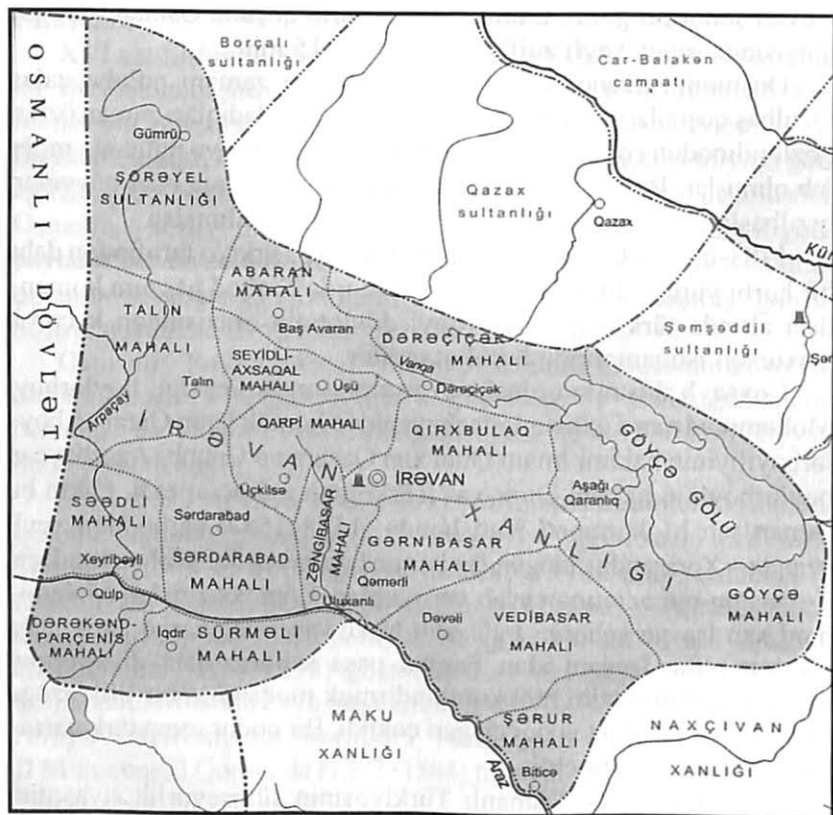 OSMANLI DÖVLƏTİ
Borçalı
sultanlığı
Car-Balakən
camaatı
Gümrü
ŞÖRƏYEL
SULTANLIĞI
Qazax
sultanlığı
Qazax
Kür
ABARAN
MAHALI
TALIN
MAHALI
Baş Avaran
DƏRƏÇİÇƏK
MAHALI
Şəmşəddil
sultanlığı
SEYİDLİ-
AXSAQAL
MAHALI
Zənga
Talın
Üşü
Dərəçiçək
Arpaçay
QARPİ MAHALI
QIRXBULAQ
MAHALI
GÖYÇƏ GÖLÜ
İRƏVAN XANLIĞI
Üçkilsə
İRƏVAN
Aşağı
Qaranlıq
SƏƏDLİ
MAHALI
Sərdarabad
ZƏNGİBASAR
MAHALI
GƏRNİBASAR
MAHALI
Xeyribəyli
SƏRDARABAD
MAHALI
Qəmərli
Qulp
Uluxanlı
GÖYÇƏ
MAHALI
DƏRƏKƏND-
PARÇENİS
MAHALI
Iqdır
SÜRMƏLİ
MAHALI
Dəvəli
VEDİBASAR
MAHALI
MAKU
XANLIĞI
ŞƏRUR
MAHALI
NAXÇIVAN
XANLIĞI
Araz
Biticə